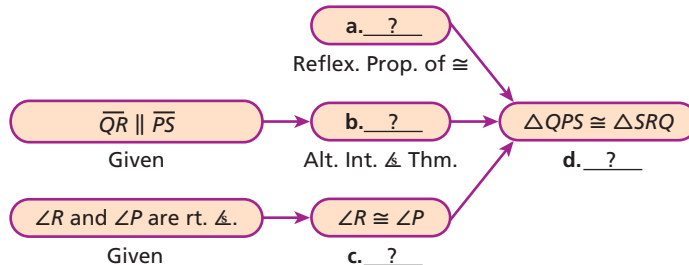 a. ?
Reflex. Prop. of ≅
QR ∥ PS
Given
b. ?
Alt. Int. ∡ Thm.
△QPS ≅ △SRQ
d. ?
∠R and ∠P are rt. ∡.
Given
∠R ≅ ∠P
c. ?